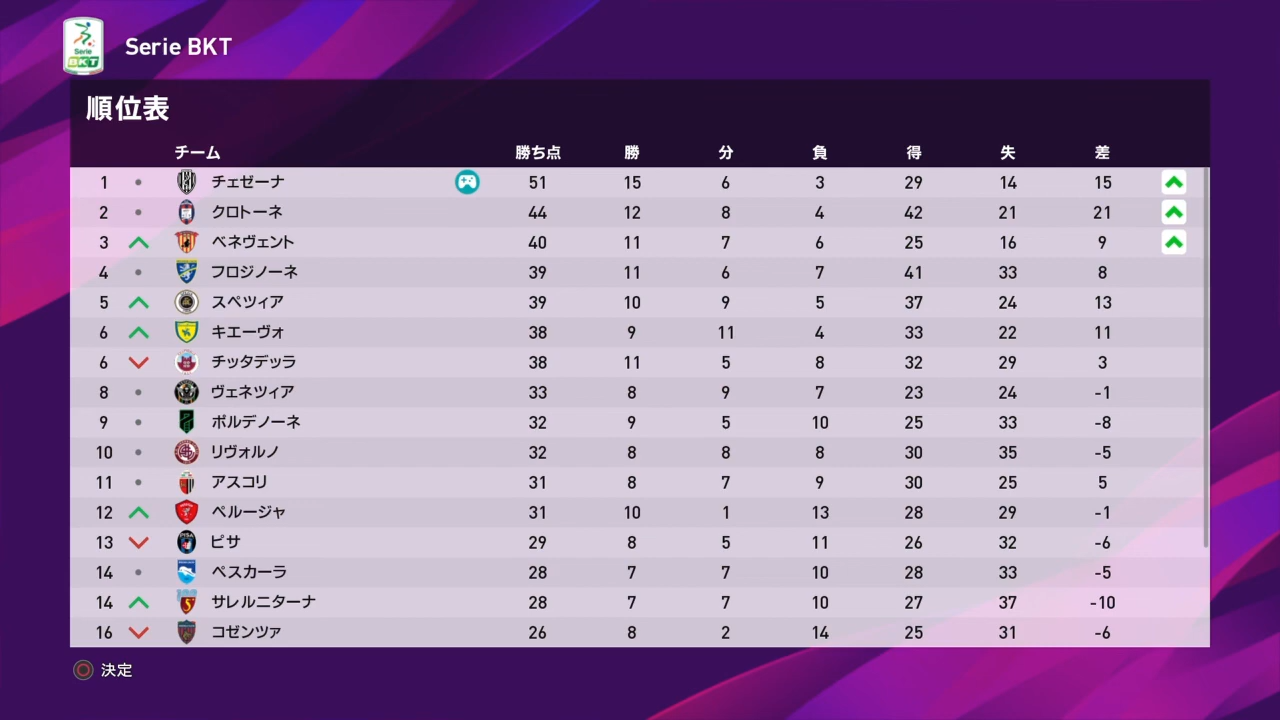 Serie BKT
Serie BKT
順位表
チーム 勝ち点 勝 分 負 得 失 差
1 チェゼーナ 51 15 6 3 29 14 15
2 クロトーネ 44 12 8 4 42 21 21
3 ベネヴェント 40 11 7 6 25 16 9
4 フロジノーネ 39 11 6 7 41 33 8
5 スペツィア 39 10 9 5 37 24 13
6 キエーヴォ 38 9 11 4 33 22 11
6 チッタデッラ 38 11 5 8 32 29 3
8 ヴェネツィア 33 8 9 7 23 24 -1
9 ポルデノーネ 32 9 5 10 25 33 -8
10 リヴォルノ 32 8 8 8 30 35 -5
11 アスコリ 31 8 7 9 30 25 5
12 ペルージャ 31 10 1 13 28 29 -1
13 ピサ 29 8 5 11 26 32 -6
14 ペスカーラ 28 7 7 10 28 33 -5
14 サレルニターナ 28 7 7 10 27 37 -10
16 コゼンツァ 26 8 2 14 25 31 -6
決定